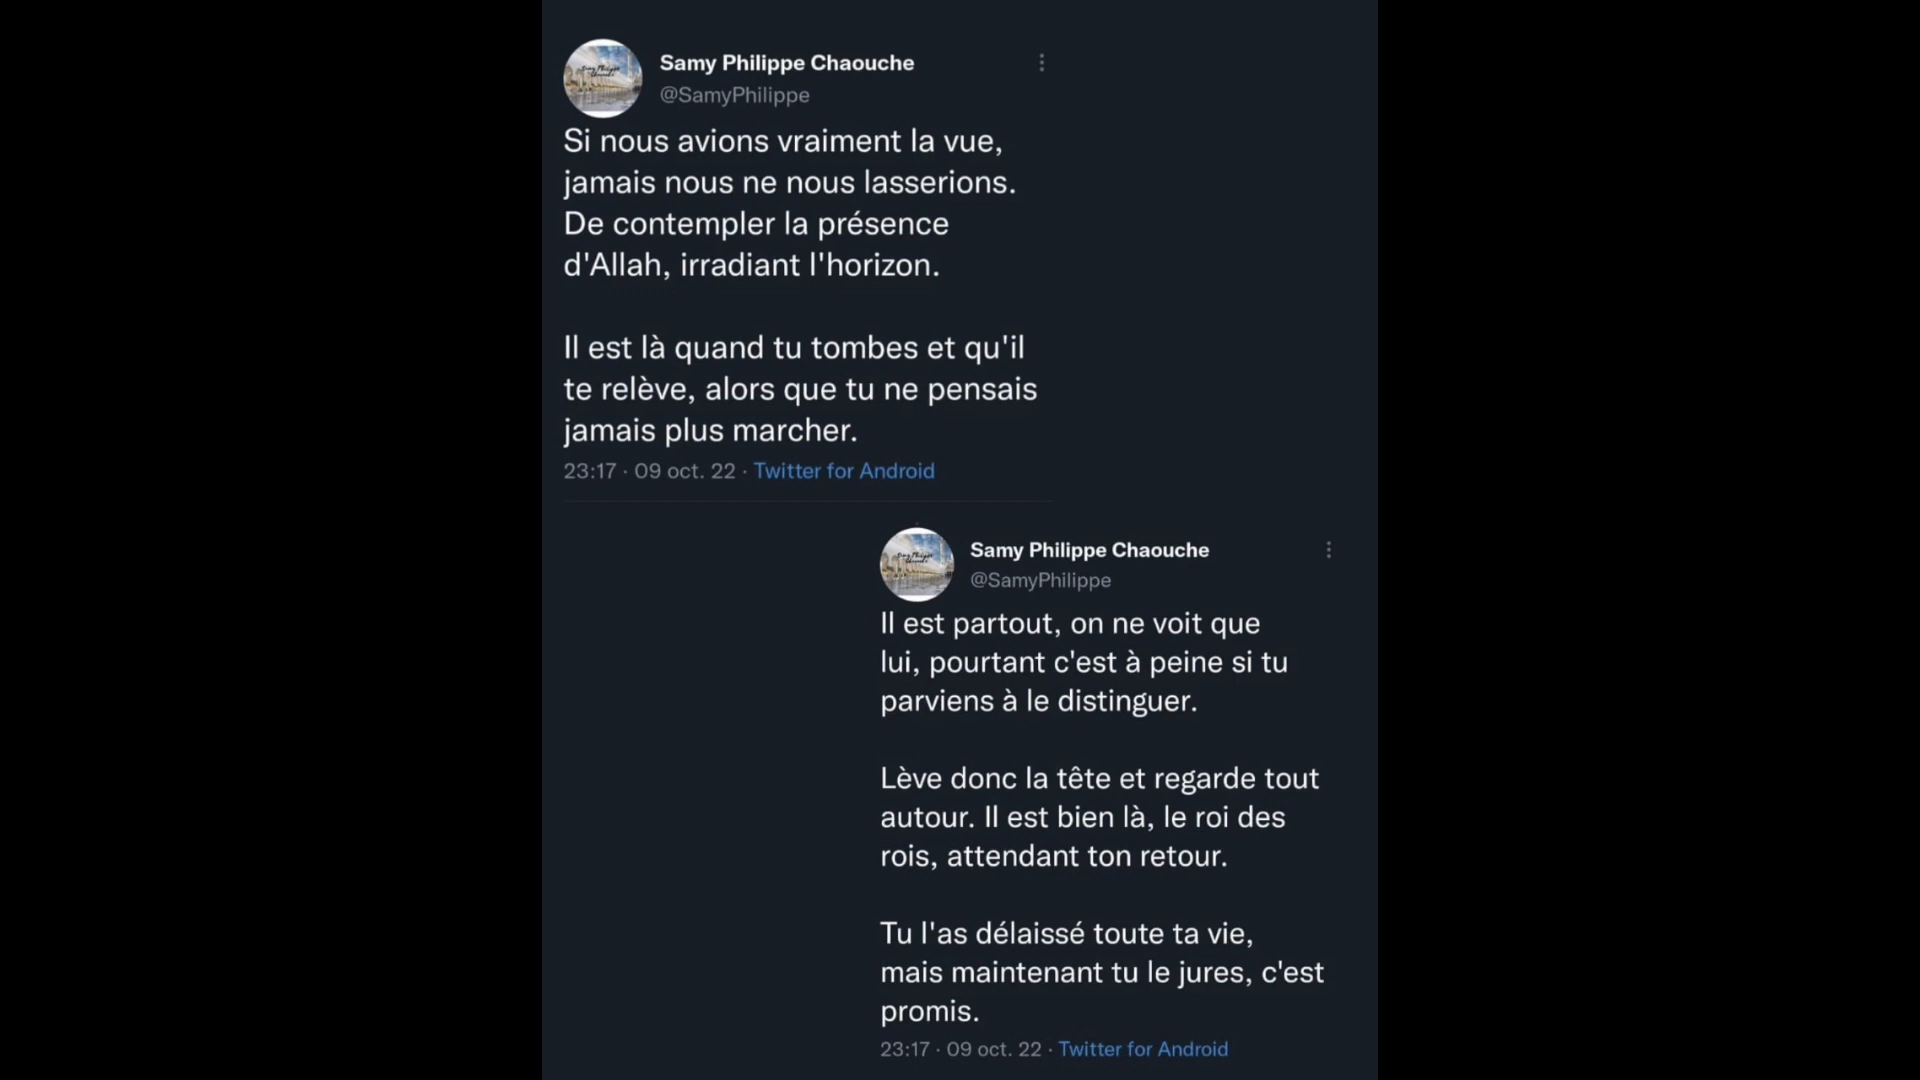 Samy Philippe Chaouche
@SamyPhilippe
Si nous avions vraiment la vue,
jamais nous ne nous lasserions.
De contempler la présence
d'Allah, irradiant l'horizon.
Il est là quand tu tombes et qu'il
te relève, alors que tu ne pensais
jamais plus marcher.
23:17 · 09 oct. 22 · Twitter for Android
Samy Philippe Chaouche
@SamyPhilippe
Il est partout, on ne voit que
lui, pourtant c'est à peine si tu
parviens à le distinguer.
Lève donc la tête et regarde tout
autour. Il est bien là, le roi des
rois, attendant ton retour.
Tu l'as délaissé toute ta vie,
mais maintenant tu le jures, c'est
promis.
23:17 · 09 oct. 22 · Twitter for Android